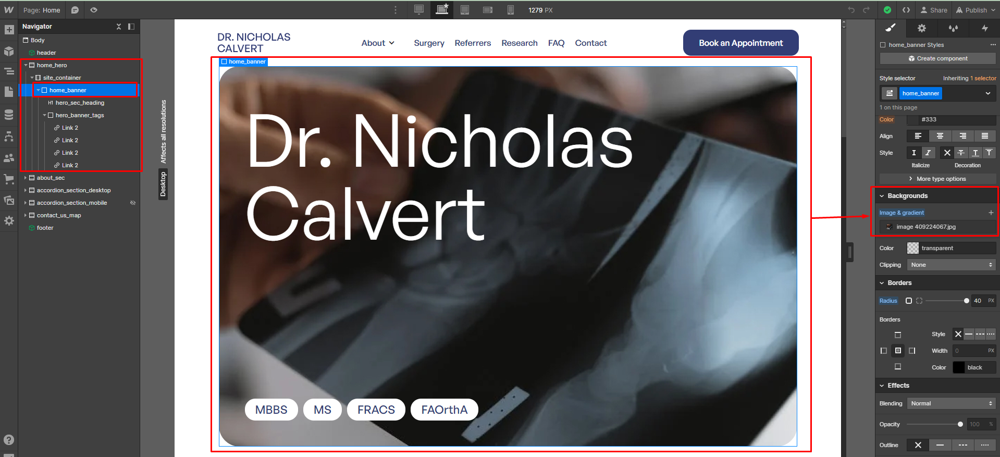 Page: Home
1279 PX
Share
Publish
Navigator
Body
header
home_hero
site_container
home_banner
hero_sec_heading
hero_banner_tags
Link 2
Link 2
Link 2
Link 2
about_sec
accordion_section_desktop
accordion_section_mobile
contact_us_map
footer
Affects all resolutions
Desktop
DR. NICHOLAS
CALVERT
About
Surgery
Referrers
Research
FAQ
Contact
Book an Appointment
home_banner
Dr. Nicholas
Calvert
MBBS
MS
FRACS
FAOrthA
home_banner Styles
Create component
Style selector
Inheriting 1 selector
home_banner
1 on this page
Color
#333
Align
Style
Italicize
Decoration
More type options
Backgrounds
Image & gradient
image 409224067.jpg
Color
transparent
Clipping
None
Borders
Radius
40 PX
Borders
Style
Width
0 PX
Color
black
Effects
Blending
Normal
Opacity
100 %
Outline